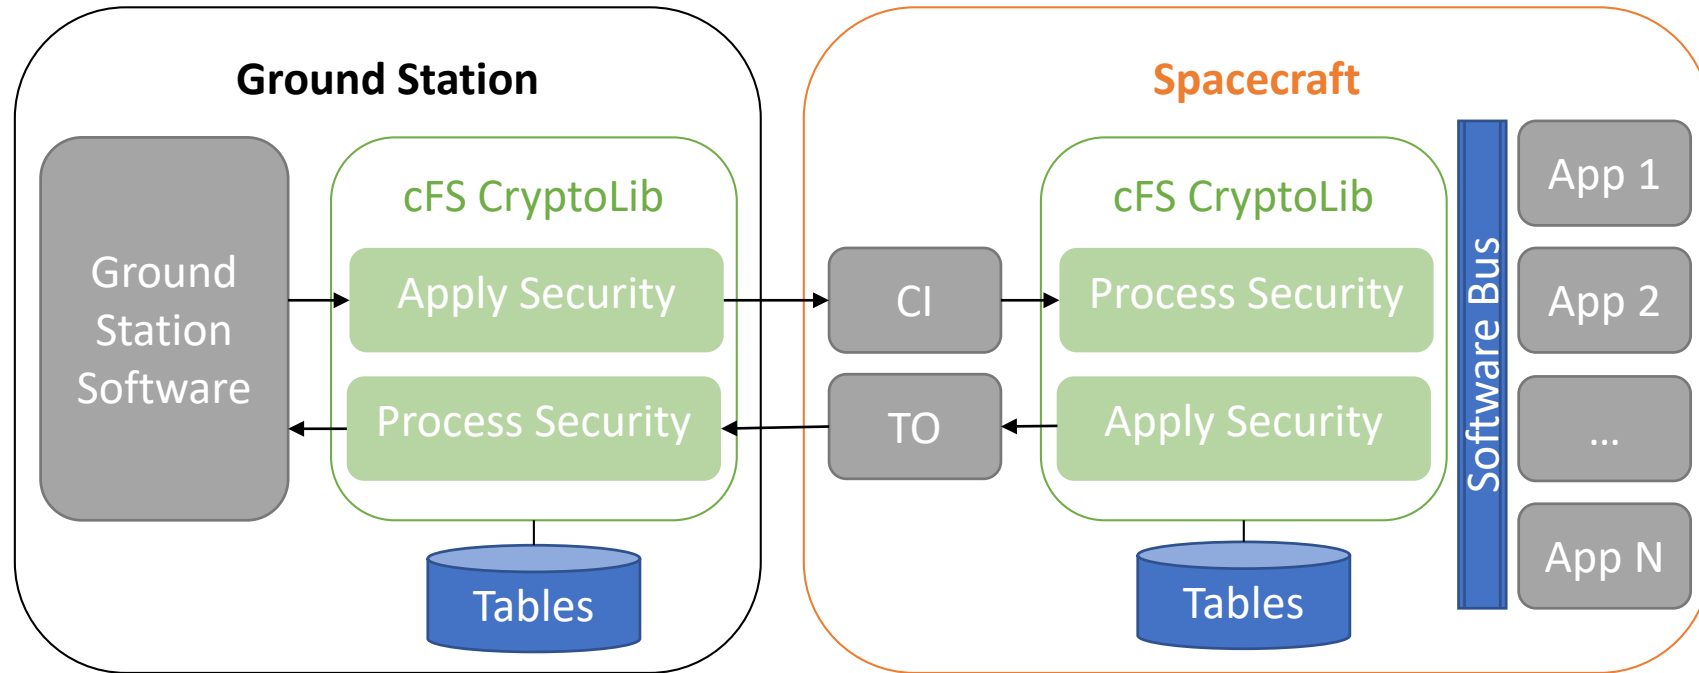 Ground Station
Ground
Station
Software
cFS CryptoLib
Apply Security
Process Security
Tables
Spacecraft
CI
TO
cFS CryptoLib
Process Security
Apply Security
Tables
Software Bus
App 1
App 2
...
App N